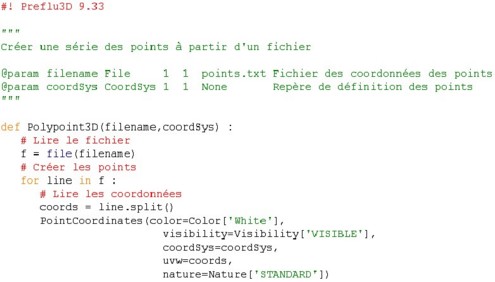 #! Preflu3D 9.33
"""
Créer une série des points à partir d'un fichier
@param filename File 1 1 points.txt Fichier des coordonnées des points
@param coordSys CoordSys 1 1 None Repère de définition des points
"""
def Polypoint3D(filename,coordSys) :
# Lire le fichier
f = file(filename)
# Créer les points
for line in f :
# Lire les coordonnées
coords = line.split()
PointCoordinates(color=Color['White'],
visibility=Visibility['VISIBLE'],
coordSys=coordSys,
uvw=coords,
nature=Nature['STANDARD'])